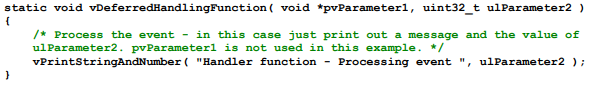 static void vDeferredHandlingFunction( void *pvParameter1, uint32_t ulParameter2 )
{
/* Process the event - in this case just print out a message and the value of
ulParameter2. pvParameter1 is not used in this example. */
vPrintStringAndNumber( "Handler function - Processing event ", ulParameter2 );
}